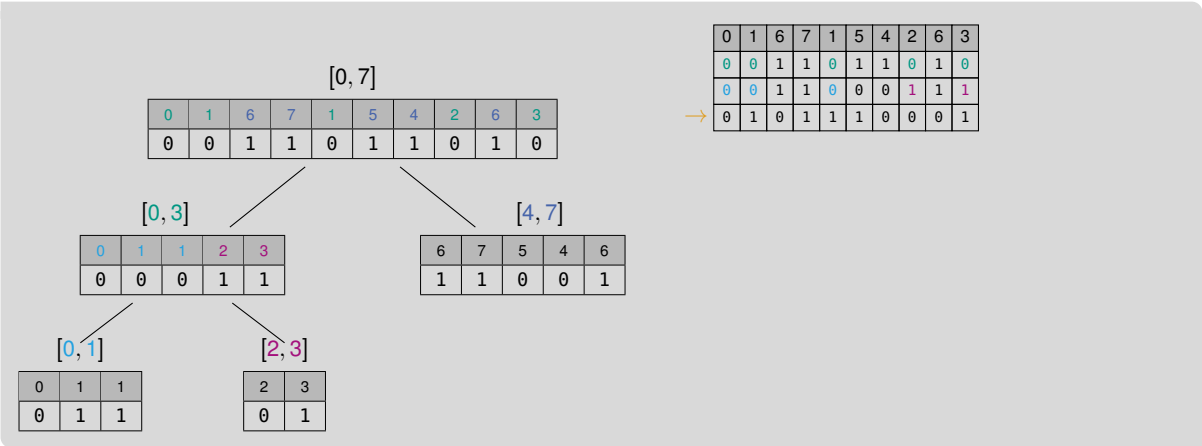 [0, 7]
0 1 6 7 1 5 4 2 6 3
0 0 1 1 0 1 1 0 1 0
[0, 3]
0 1 1 2 3
0 0 0 1 1
[4, 7]
6 7 5 4 6
1 1 0 0 1
[0, 1]
0 1 1
0 1 1
[2, 3]
2 3
0 1
0 1 6 7 1 5 4 2 6 3
0 0 1 1 0 1 1 0 1 0
0 0 1 1 0 0 0 1 1 1
→ 0 1 0 1 1 1 0 0 0 1